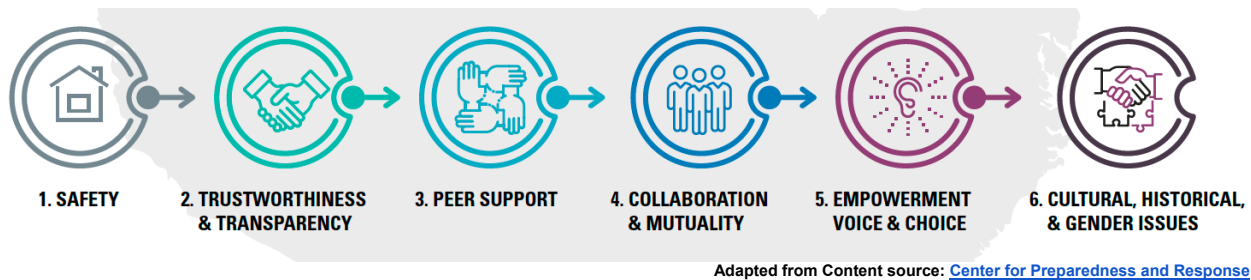 1. SAFETY
2. TRUSTWORTHINESS
& TRANSPARENCY
3. PEER SUPPORT
4. COLLABORATION
& MUTUALITY
5. EMPOWERMENT
VOICE & CHOICE
6. CULTURAL, HISTORICAL,
& GENDER ISSUES
Adapted from Content source: Center for Preparedness and Response